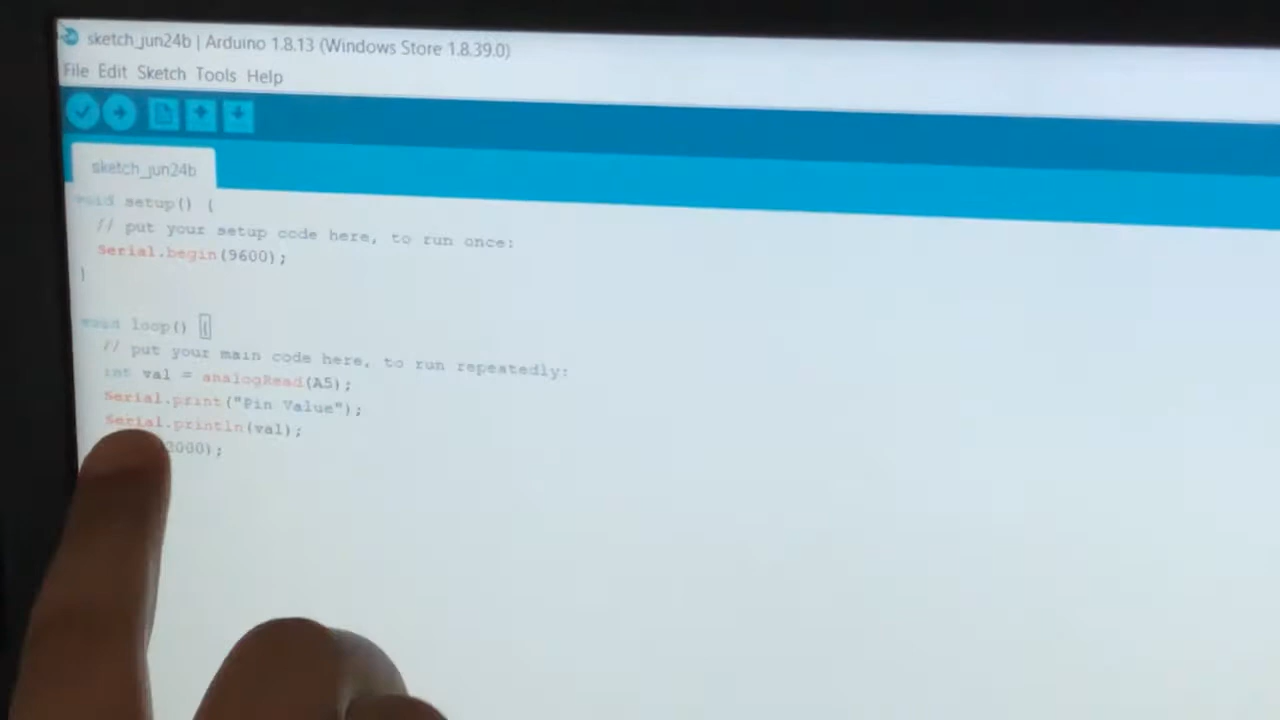 sketch_jun24b | Arduino 1.8.13 (Windows Store 1.8.39.0)
File Edit Sketch Tools Help
sketch_jun24b
void setup() {
// put your setup code here, to run once:
Serial.begin(9600);
}
void loop() {
// put your main code here, to run repeatedly:
int val = analogRead(A5);
Serial.print("Pin Value");
Serial.println(val);
2000);